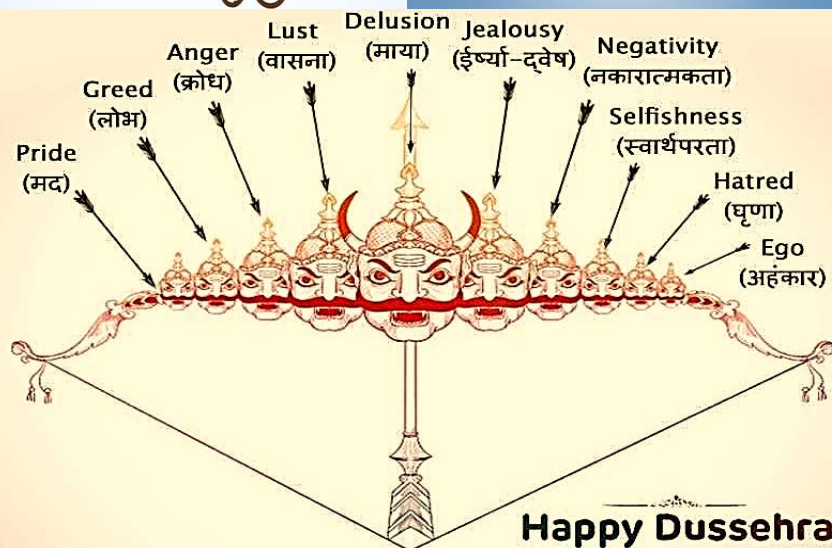 Pride
(मद)
Greed
(लोभ)
Anger
(क्रोध)
Lust
(वासना)
Delusion
(माया)
Jealousy
(ईर्ष्या-द्वेष)
Negativity
(नकारात्मकता)
Selfishness
(स्वार्थपरता)
Hatred
(घृणा)
Ego
(अहंकार)
Happy Dussehra